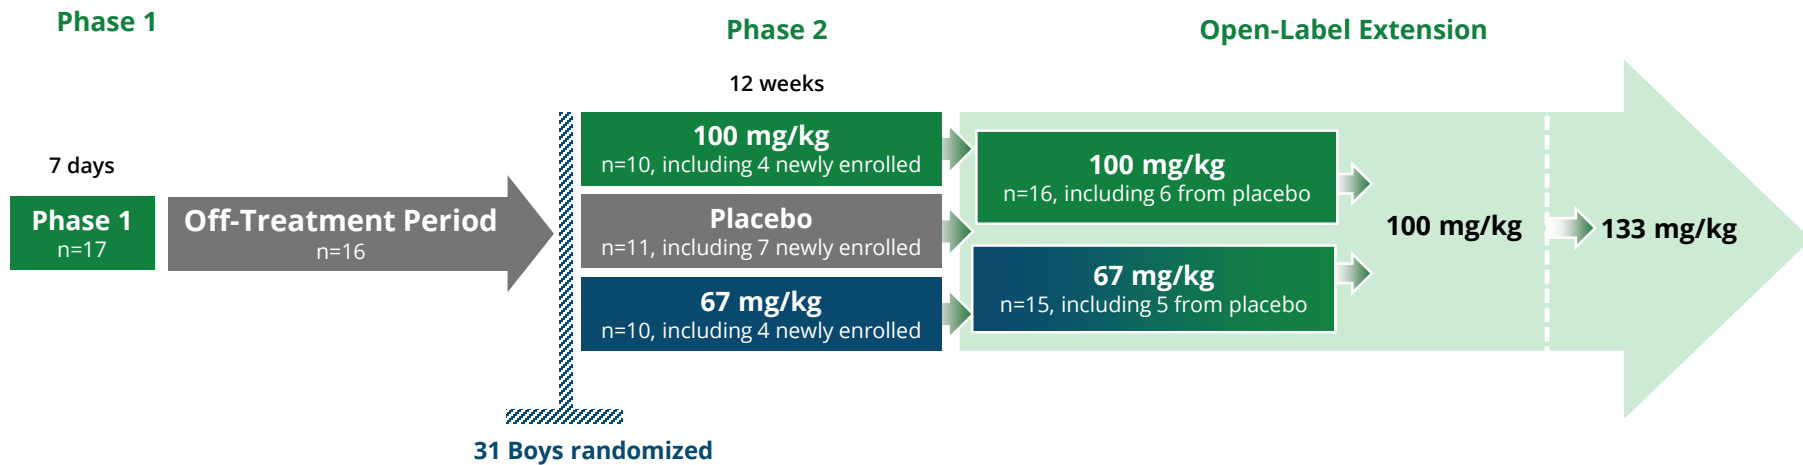 Phase 1
Phase 2
Open-Label Extension
7 days
12 weeks
Phase 1
n=17
Off-Treatment Period
n=16
100 mg/kg
n=10, including 4 newly enrolled
Placebo
n=11, including 7 newly enrolled
67 mg/kg
n=10, including 4 newly enrolled
100 mg/kg
n=16, including 6 from placebo
67 mg/kg
n=15, including 5 from placebo
100 mg/kg
133 mg/kg
31 Boys randomized